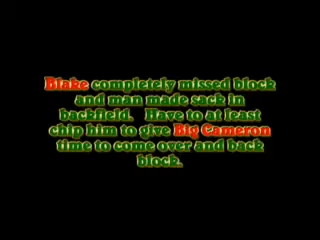 Blake completely missed block
and man made sack in
backfield. Have to at least
chip him to give Big Cameron
time to come over and back
block.